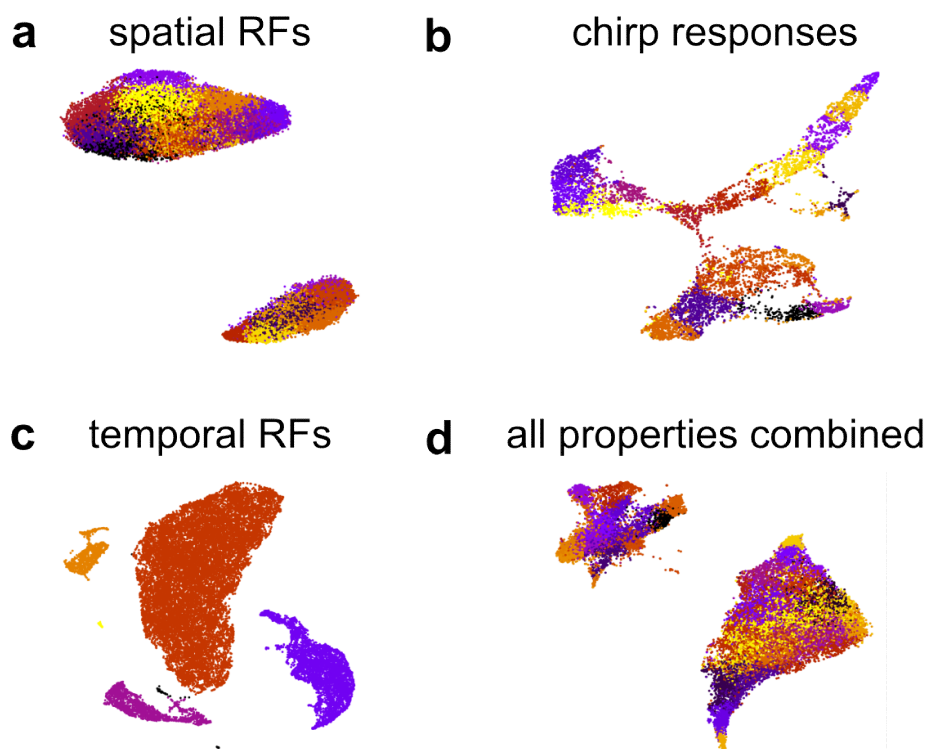 a spatial RFs
b chirp responses
c temporal RFs
d all properties combined